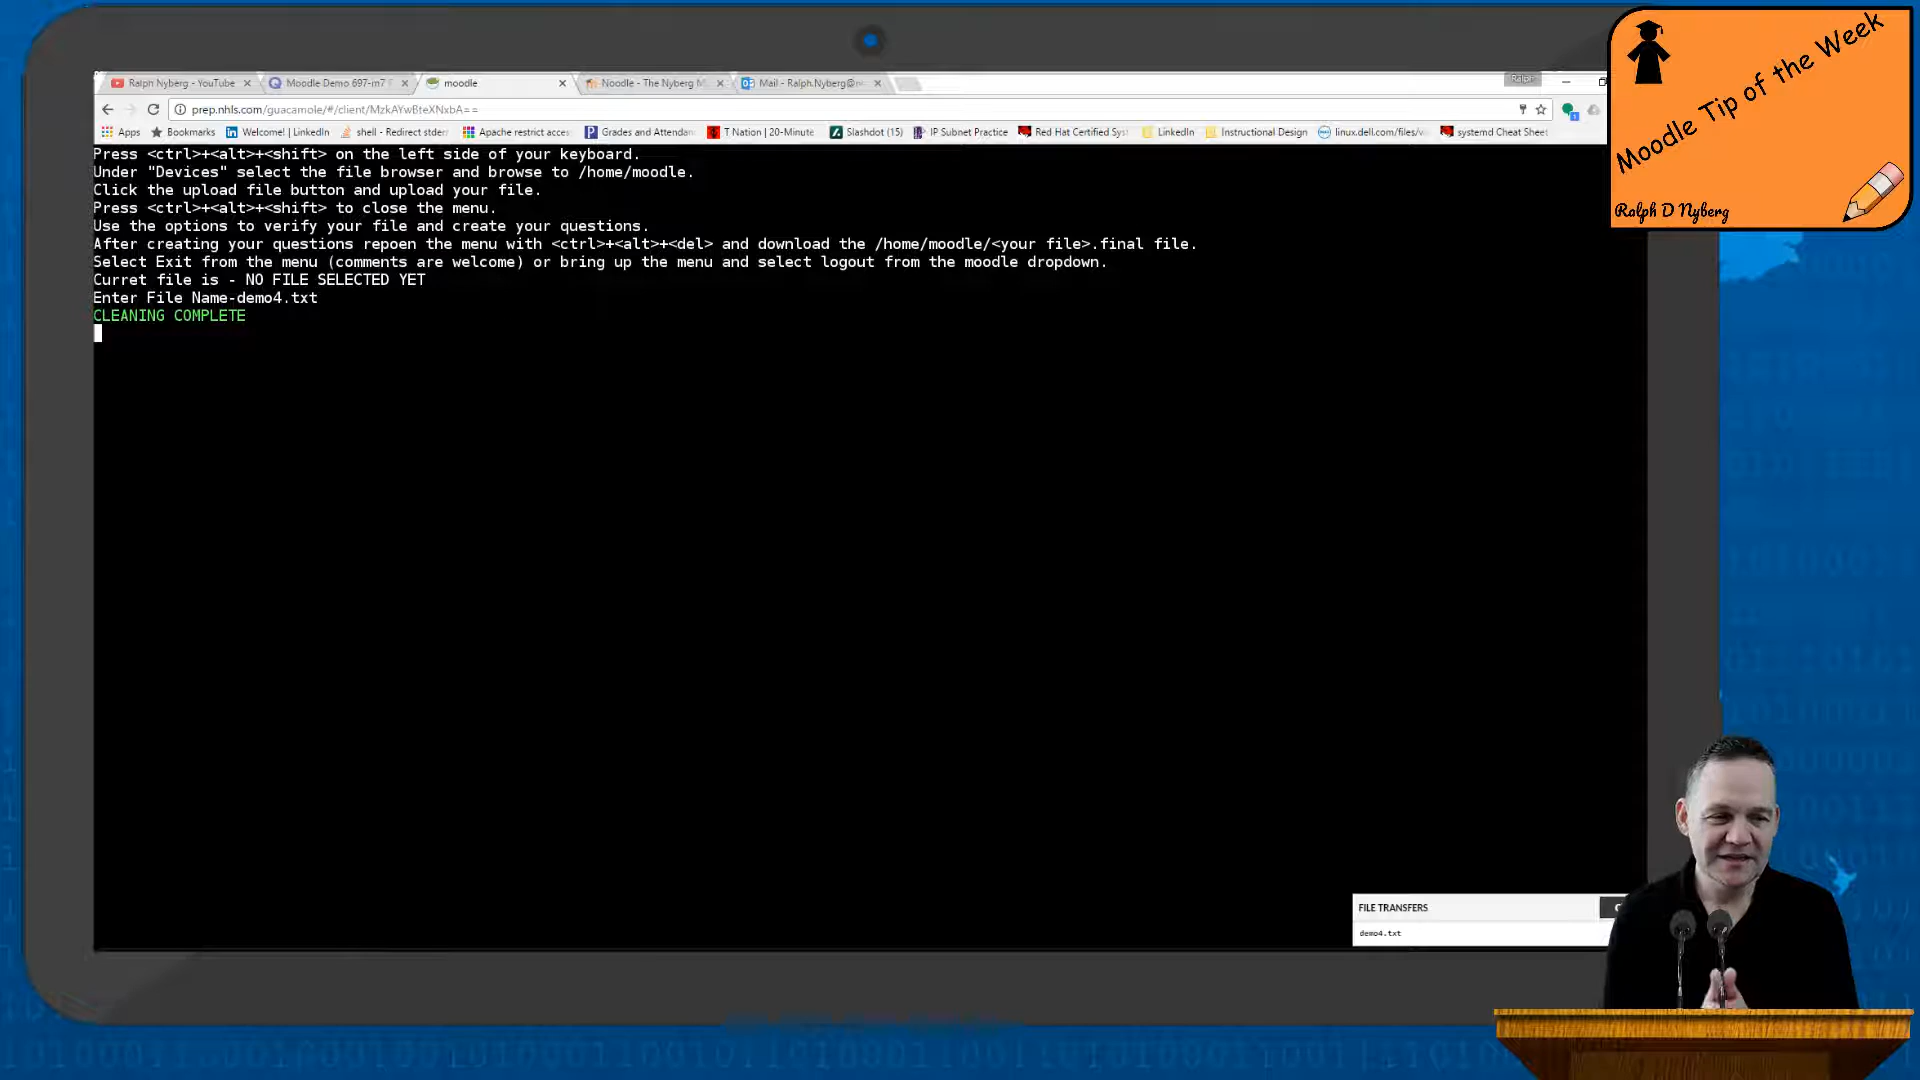 Moodle Tip of the Week
Ralph D Nyberg
Ralph Nyberg - YouTube
Moodle Demo 697-m7
moodle
Noodle - The Nyberg M
Mail - Ralph.Nyberg@n
Ralph
prep.nhls.com/guacamole/#/client/MzkAYwBteXNxbA==
Apps
Bookmarks
Welcome! | LinkedIn
shell - Redirect stderr
Apache restrict acces
Grades and Attendan
T Nation | 20-Minute
Slashdot (15)
IP Subnet Practice
Red Hat Certified Sys
LinkedIn
Instructional Design
linux.dell.com/files/v
systemd Cheat Sheet
Press <ctrl>+<alt>+<shift> on the left side of your keyboard.
Under "Devices" select the file browser and browse to /home/moodle.
Click the upload file button and upload your file.
Press <ctrl>+<alt>+<shift> to close the menu.
Use the options to verify your file and create your questions.
After creating your questions repoen the menu with <ctrl>+<alt>+<del> and download the /home/moodle/<your file>.final file.
Select Exit from the menu (comments are welcome) or bring up the menu and select logout from the moodle dropdown.
Curret file is - NO FILE SELECTED YET
Enter File Name-demo4.txt
CLEANING COMPLETE
FILE TRANSFERS
demo4.txt